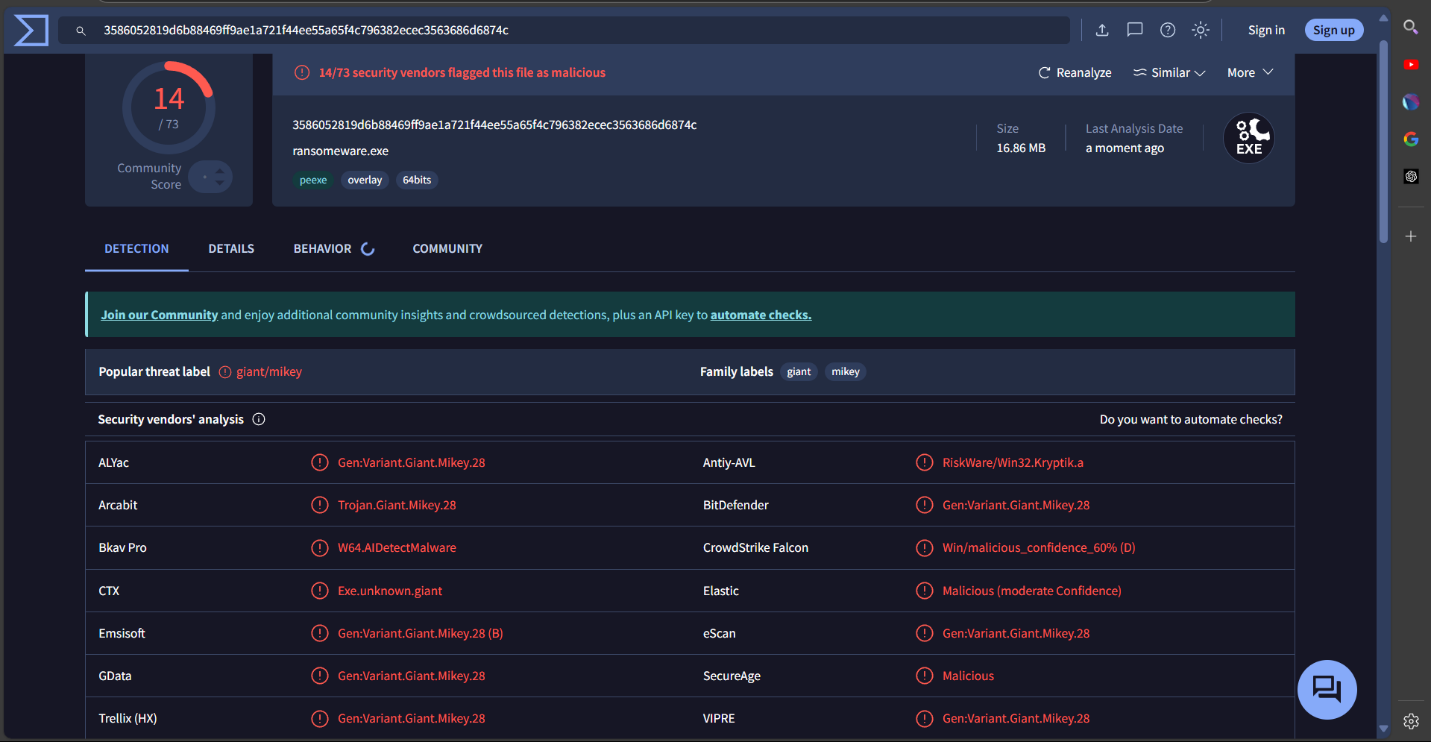 3586052819d6b88469ff9ae1a721f44ee55a65f4c796382ecec3563686d6874c
Sign in
Sign up
14
/ 73
Community
Score
14/73 security vendors flagged this file as malicious
Reanalyze
Similar
More
3586052819d6b88469ff9ae1a721f44ee55a65f4c796382ecec3563686d6874c
ransomeware.exe
peexe overlay 64bits
Size
16.86 MB
Last Analysis Date
a moment ago
EXE
DETECTION DETAILS BEHAVIOR COMMUNITY
Join our Community and enjoy additional community insights and crowdsourced detections, plus an API key to automate checks.
Popular threat label giant/mikey
Family labels giant mikey
Security vendors' analysis
Do you want to automate checks?
ALYac Gen:Variant.Giant.Mikey.28 Antiy-AVL RiskWare/Win32.Kryptik.a
Arcabit Trojan.Giant.Mikey.28 BitDefender Gen:Variant.Giant.Mikey.28
Bkav Pro W64.AIDetectMalware CrowdStrike Falcon Win/malicious_confidence_60% (D)
CTX Exe.unknown.giant Elastic Malicious (moderate Confidence)
Emsisoft Gen:Variant.Giant.Mikey.28 (B) eScan Gen:Variant.Giant.Mikey.28
GData Gen:Variant.Giant.Mikey.28 SecureAge Malicious
Trellix (HX) Gen:Variant.Giant.Mikey.28 VIPRE Gen:Variant.Giant.Mikey.28